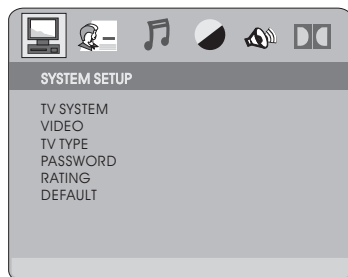 SYSTEM SETUP
TV SYSTEM
VIDEO
TV TYPE
PASSWORD
RATING
DEFAULT